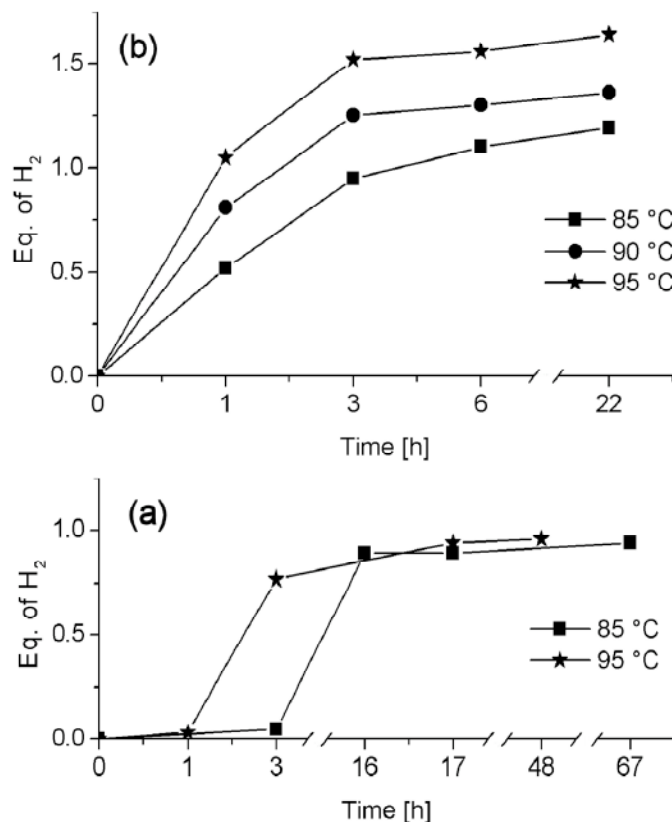 (b)
1.5
1.0
0.5
0.0
Eq. of H₂
85 °C
90 °C
95 °C
0 1 3 6 22
Time [h]
(a)
1.0
0.5
0.0
Eq. of H₂
85 °C
95 °C
0 1 3 16 17 48 67
Time [h]